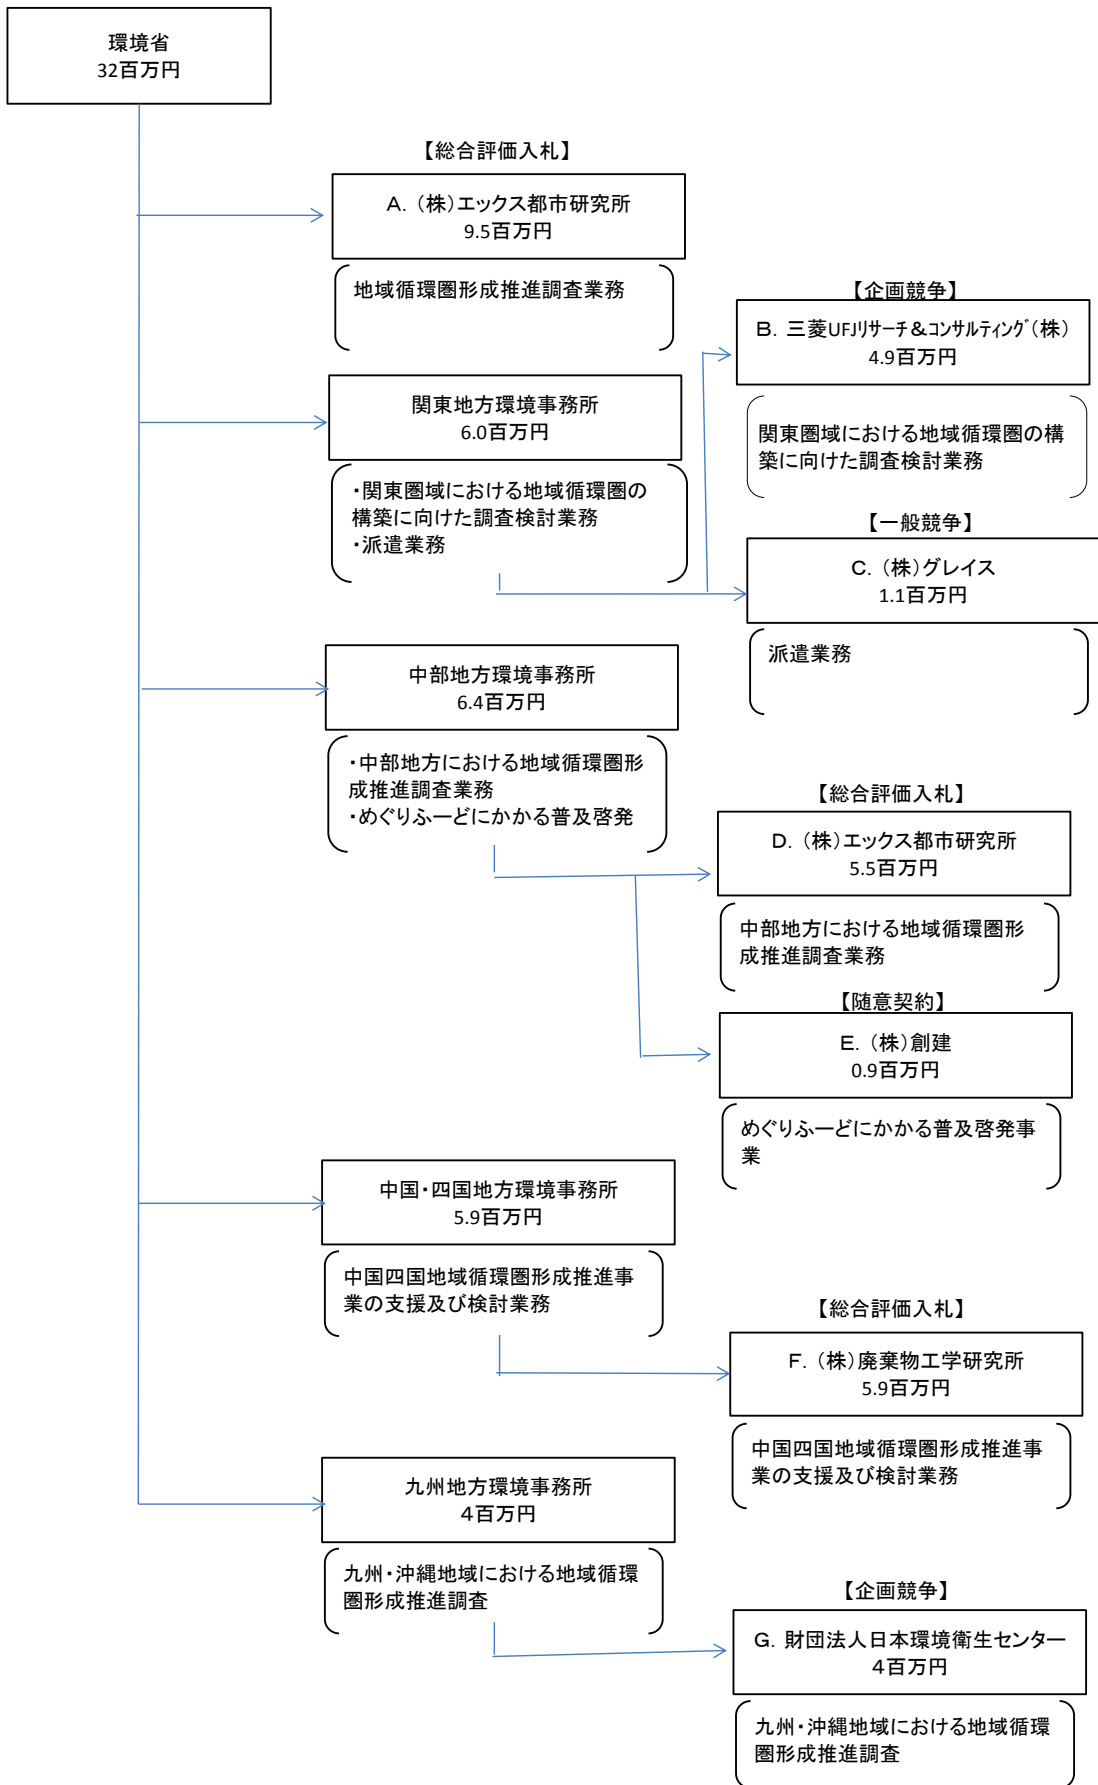 環境省
32百万円
【総合評価入札】
A. （株）エックス都市研究所
9.5百万円
地域循環圏形成推進調査業務
【企画競争】
B. 三菱UFJﾘサーチ＆コンサルティング（株）
4.9百万円
関東圏域における地域循環圏の構
築に向けた調査検討業務
関東地方環境事務所
6.0百万円
・関東圏域における地域循環圏の
構築に向けた調査検討業務
・派遣業務
【一般競争】
C. （株）グレイス
1.1百万円
派遣業務
中部地方環境事務所
6.4百万円
・中部地方における地域循環圏形
成推進調査業務
・めぐりふーどにかかる普及啓発
【総合評価入札】
D. （株）エックス都市研究所
5.5百万円
中部地方における地域循環圏形
成推進調査業務
【随意契約】
E. （株）創建
0.9百万円
めぐりふーどにかかる普及啓発事
業
中国・四国地方環境事務所
5.9百万円
中国四国地域循環圏形成推進事
業の支援及び検討業務
【総合評価入札】
F. （株）廃棄物工学研究所
5.9百万円
中国四国地域循環圏形成推進事
業の支援及び検討業務
九州地方環境事務所
４百万円
九州・沖縄地域における地域循環
圏形成推進調査
【企画競争】
G. 財団法人日本環境衛生センター
４百万円
九州・沖縄地域における地域循環
圏形成推進調査